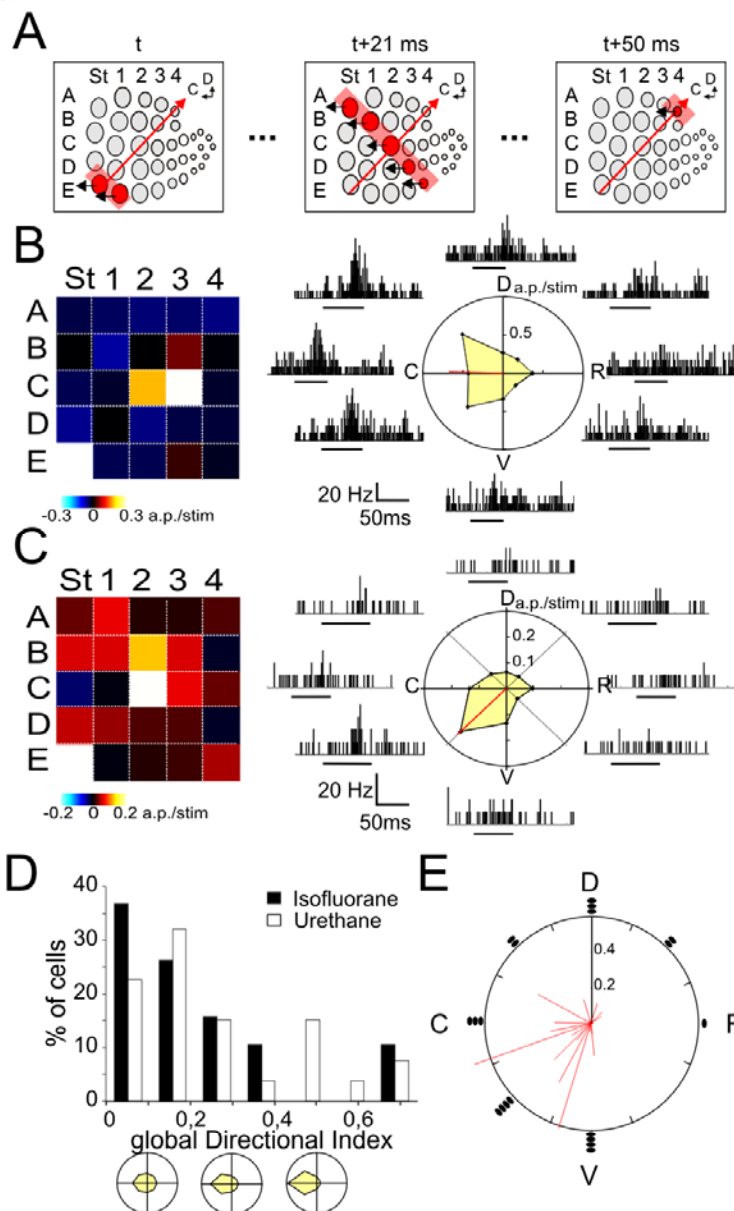 A
t
t+21 ms
t+50 ms
St 1 2 3 4
A
B
C
D
E
C D
...
St 1 2 3 4
A
B
C
D
E
C D
...
St 1 2 3 4
A
B
C
D
E
C D
B
St 1 2 3 4
A
B
C
D
E
-0.3 0 0.3 a.p./stim
D a.p./stim
0.5
C
R
V
20 Hz
50ms
C
St 1 2 3 4
A
B
C
D
E
-0.2 0 0.2 a.p./stim
D a.p./stim
0.2
0.1
C
R
V
20 Hz
50ms
D
40
30
20
10
0
% of cells
Isofluorane
Urethane
0 0,2 0,4 0,6
global Directional Index
E
D
0.4
0.2
C
V